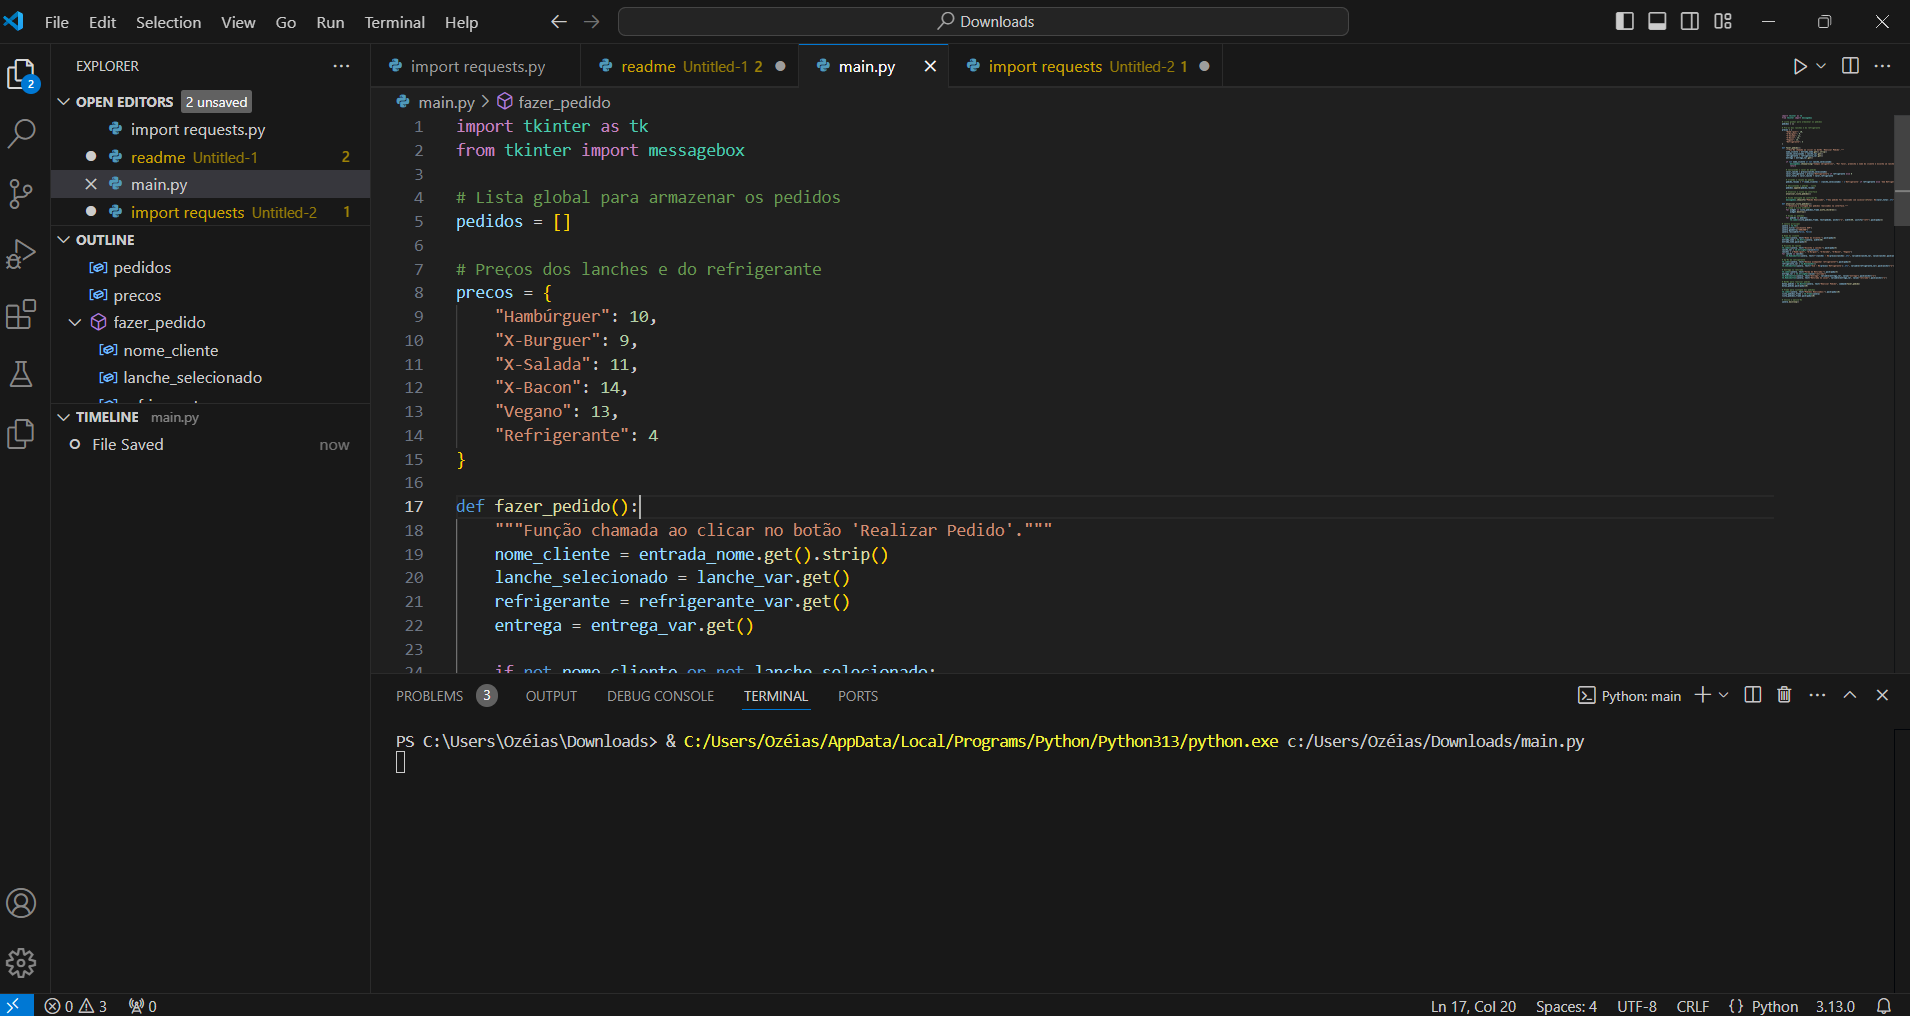 File Edit Selection View Go Run Terminal Help
Downloads
EXPLORER
2
OPEN EDITORS 2 unsaved
import requests.py
readme Untitled-1 2
main.py
import requests Untitled-2 1
OUTLINE
pedidos
precos
fazer_pedido
nome_cliente
lanche_selecionado
TIMELINE main.py
File Saved now
import requests.py
readme Untitled-1 2
main.py
import requests Untitled-2 1
main.py > fazer_pedido
1 import tkinter as tk
2 from tkinter import messagebox
3
4 # Lista global para armazenar os pedidos
5 pedidos = []
6
7 # Preços dos lanches e do refrigerante
8 precos = {
9 "Hambúrguer": 10,
10 "X-Burguer": 9,
11 "X-Salada": 11,
12 "X-Bacon": 14,
13 "Vegano": 13,
14 "Refrigerante": 4
15 }
16
17 def fazer_pedido():
18 """Função chamada ao clicar no botão 'Realizar Pedido'."""
19 nome_cliente = entrada_nome.get().strip()
20 lanche_selecionado = lanche_var.get()
21 refrigerante = refrigerante_var.get()
22 entrega = entrega_var.get()
23
24 if not nome_cliente or not lanche_selecionado:
PROBLEMS 3 OUTPUT DEBUG CONSOLE TERMINAL PORTS
Python: main
PS C:\Users\Ozéias\Downloads> & C:/Users/Ozéias/AppData/Local/Programs/Python/Python313/python.exe c:/Users/Ozéias/Downloads/main.py
0 3 0
Ln 17, Col 20 Spaces: 4 UTF-8 CRLF {} Python 3.13.0